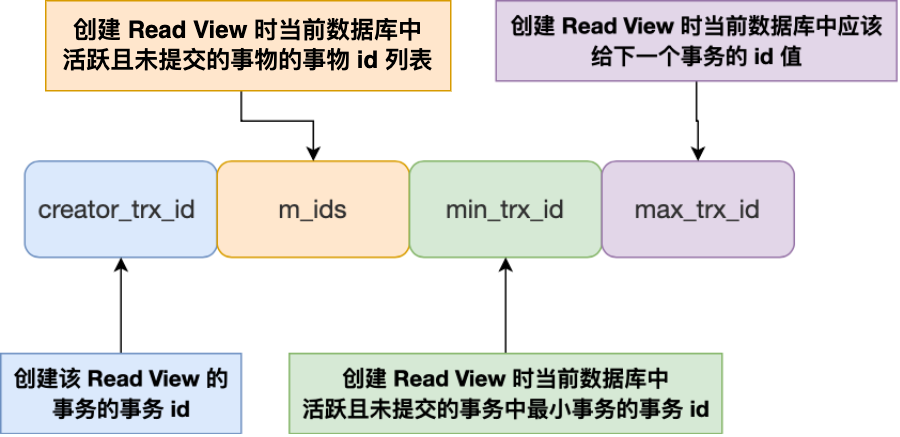 创建 Read View 时当前数据库中
活跃且未提交的事物的事物 id 列表
创建 Read View 时当前数据库中应该
给下一个事务的 id 值
creator_trx_id
m_ids
min_trx_id
max_trx_id
创建该 Read View 的
事务的事务 id
创建 Read View 时当前数据库中
活跃且未提交的事务中最小事务的事务 id